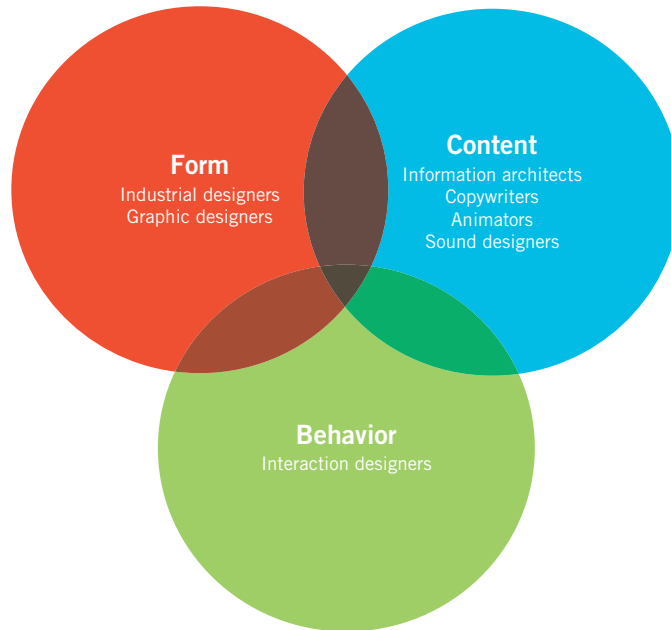 Form
Industrial designers
Graphic designers
Content
Information architects
Copywriters
Animators
Sound designers
Behavior
Interaction designers